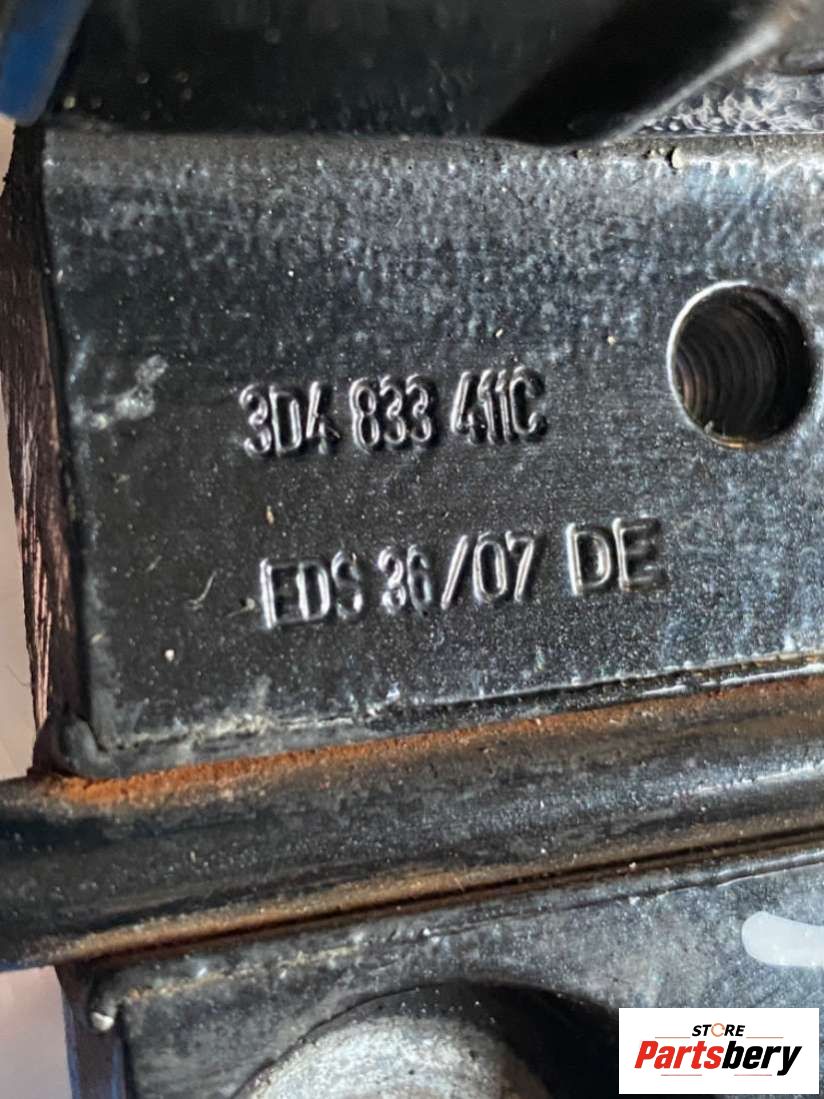 3D4 833 411C
EDS 36/07 DE
STORE
Partsbery